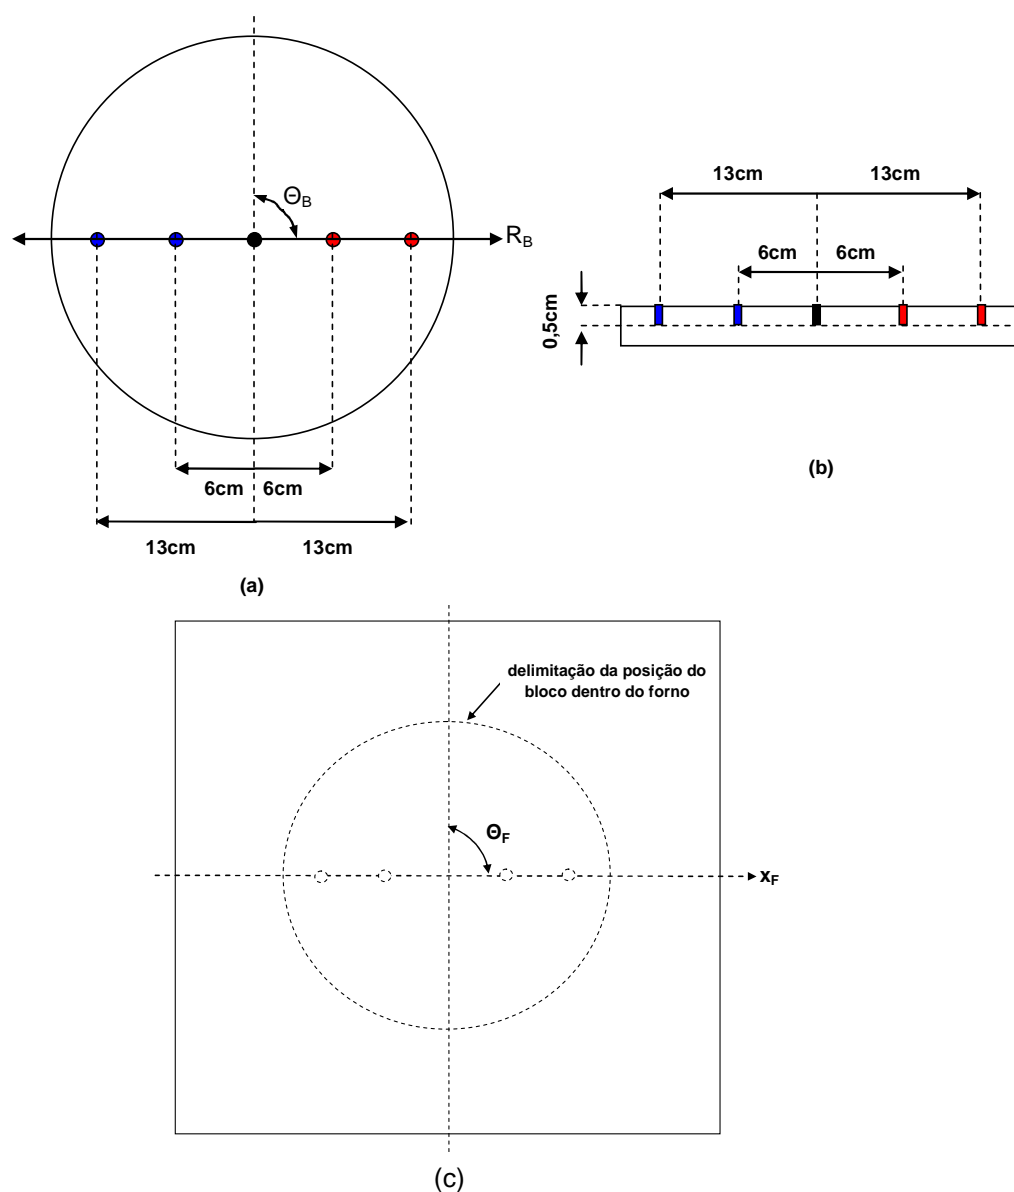 Θ_B
R_B
6cm 6cm
13cm 13cm
(a)
13cm 13cm
6cm 6cm
0,5cm
(b)
delimitação da posição do
bloco dentro do forno
Θ_F
x_F
(c)